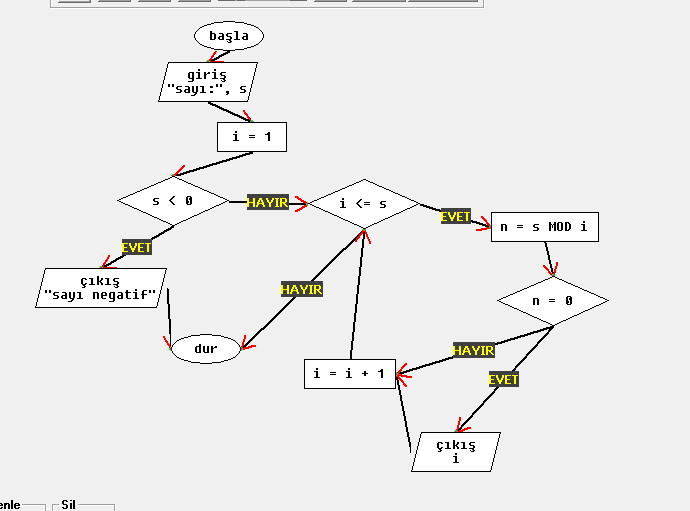 başla
giriş
"sayı:", s
i = 1
s < 0
HAYIR
i <= s
EVET
n = s MOD i
EVET
çıkış
"sayı negatif"
HAYIR
n = 0
dur
HAYIR
i = i + 1
EVET
çıkış
i
enle
Sil